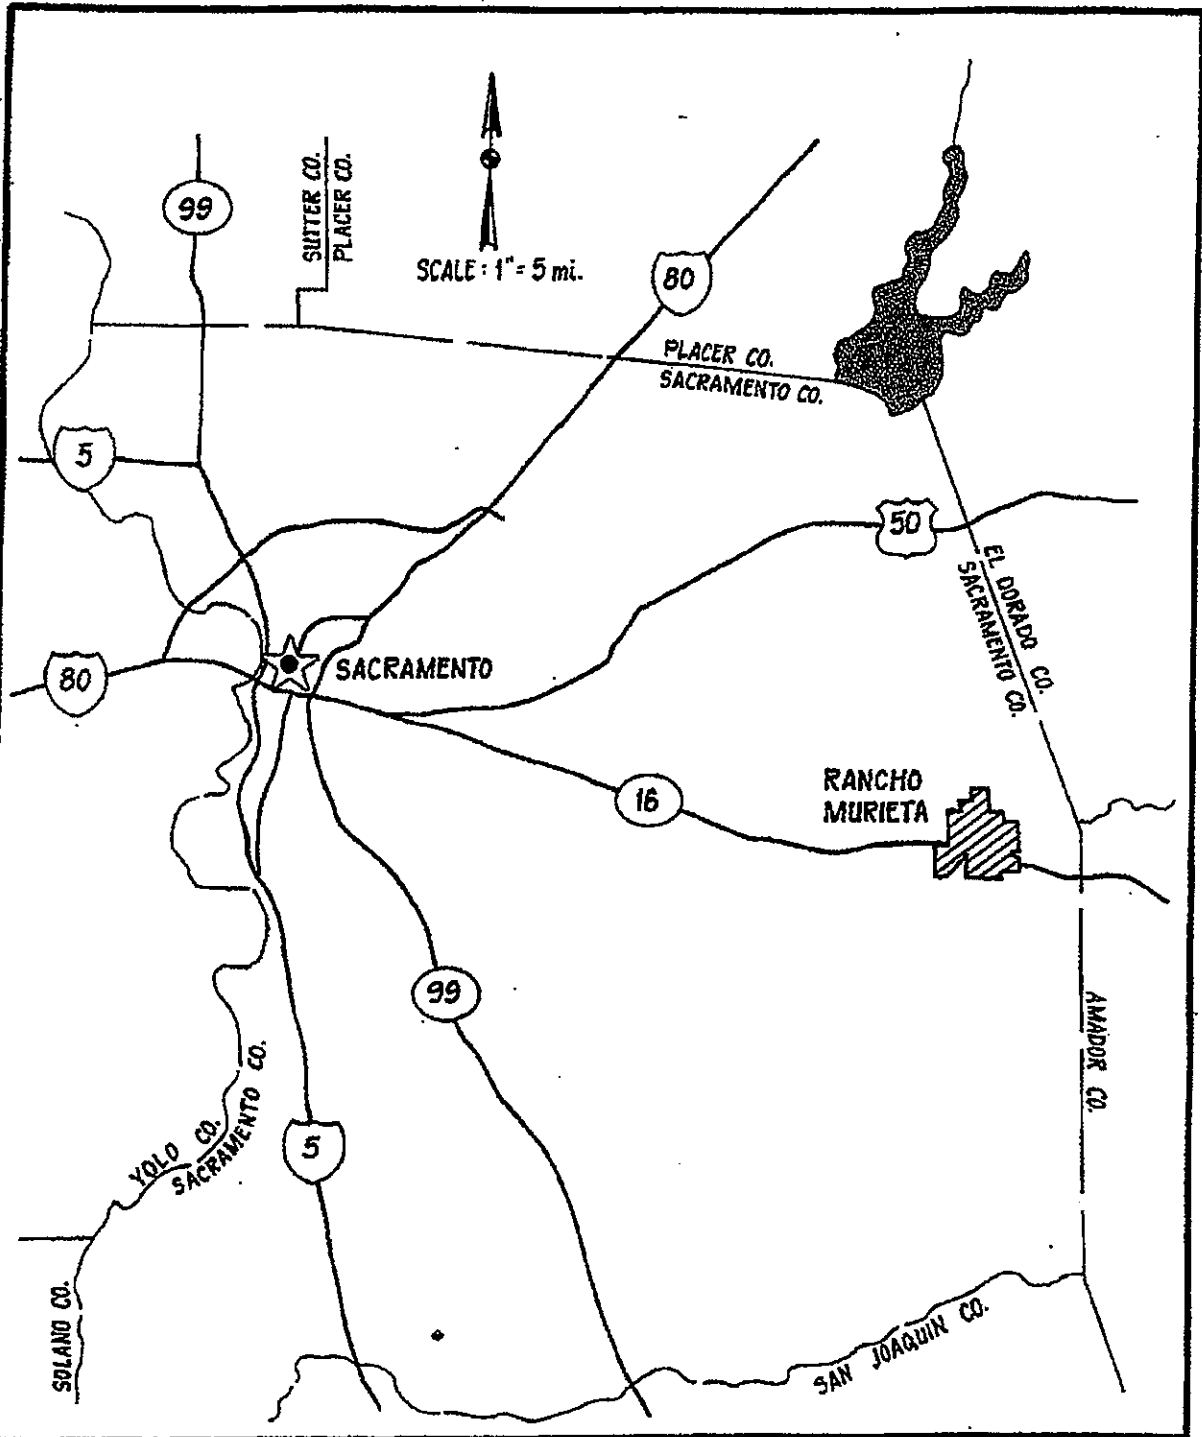 99
SUTTER CO.
PLACER CO.
SCALE: 1" = 5 mi.
80
PLACER CO.
SACRAMENTO CO.
5
50
EL DORADO CO.
SACRAMENTO CO.
80
SACRAMENTO
RANCHO
MURIETA
16
99
AMADOR CO.
YOLO CO.
SACRAMENTO CO.
5
SOLANO CO.
SAN JOAQUIN CO.